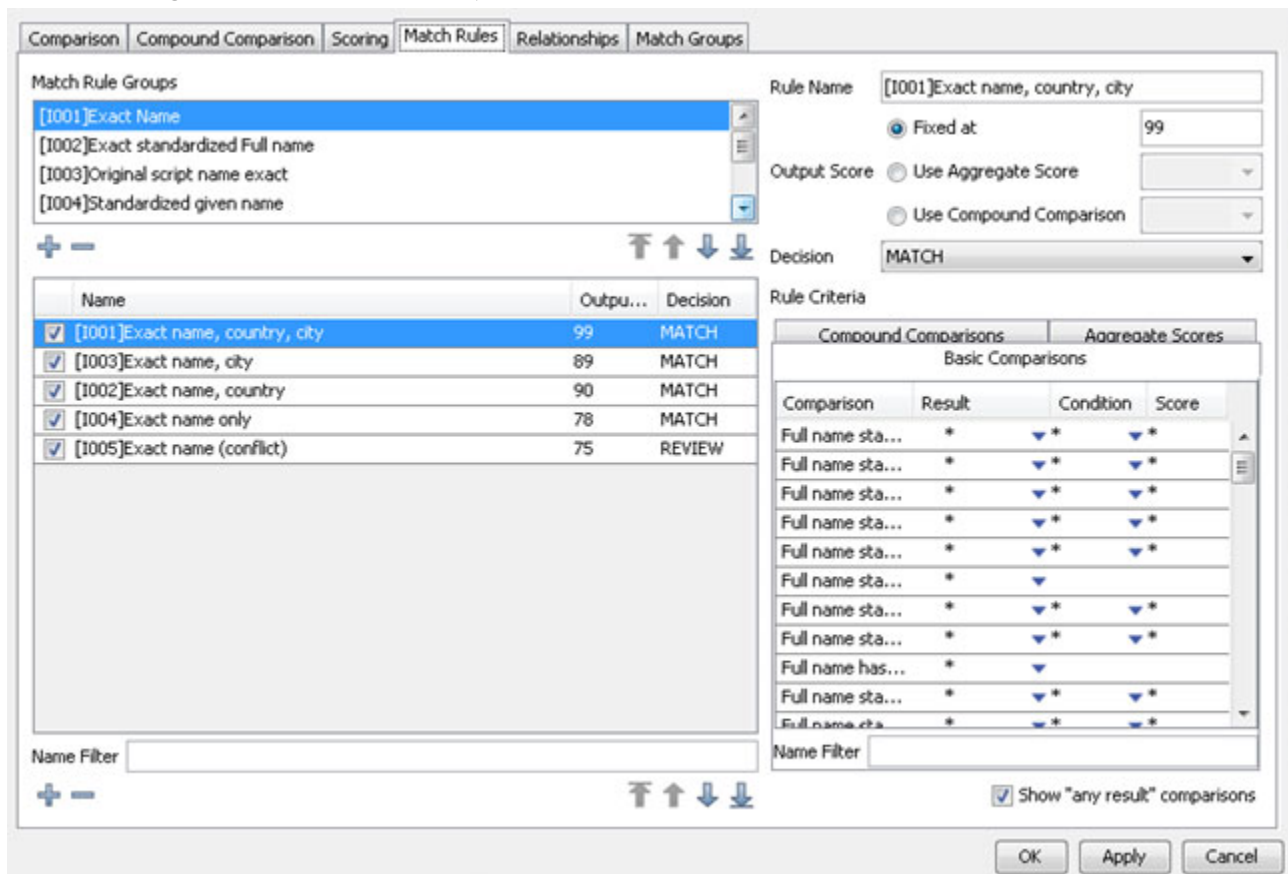 Comparison Compound Comparison Scoring Match Rules Relationships Match Groups
Match Rule Groups
[I001]Exact Name
[I002]Exact standardized Full name
[I003]Original script name exact
[I004]Standardized given name
Rule Name [I001]Exact name, country, city
Output Score
Fixed at 99
Use Aggregate Score
Use Compound Comparison
Decision MATCH
Name Outpu... Decision
[I001]Exact name, country, city 99 MATCH
[I003]Exact name, city 89 MATCH
[I002]Exact name, country 90 MATCH
[I004]Exact name only 78 MATCH
[I005]Exact name (conflict) 75 REVIEW
Name Filter
Rule Criteria
Compound Comparisons Aggregate Scores
Basic Comparisons
Comparison Result Condition Score
Full name sta... * * *
Full name sta... * * *
Full name sta... * * *
Full name sta... * * *
Full name sta... * * *
Full name sta... *
Full name sta... * * *
Full name sta... * * *
Full name has... *
Full name sta... * * *
Full name sta... * * *
Name Filter
Show "any result" comparisons
OK Apply Cancel